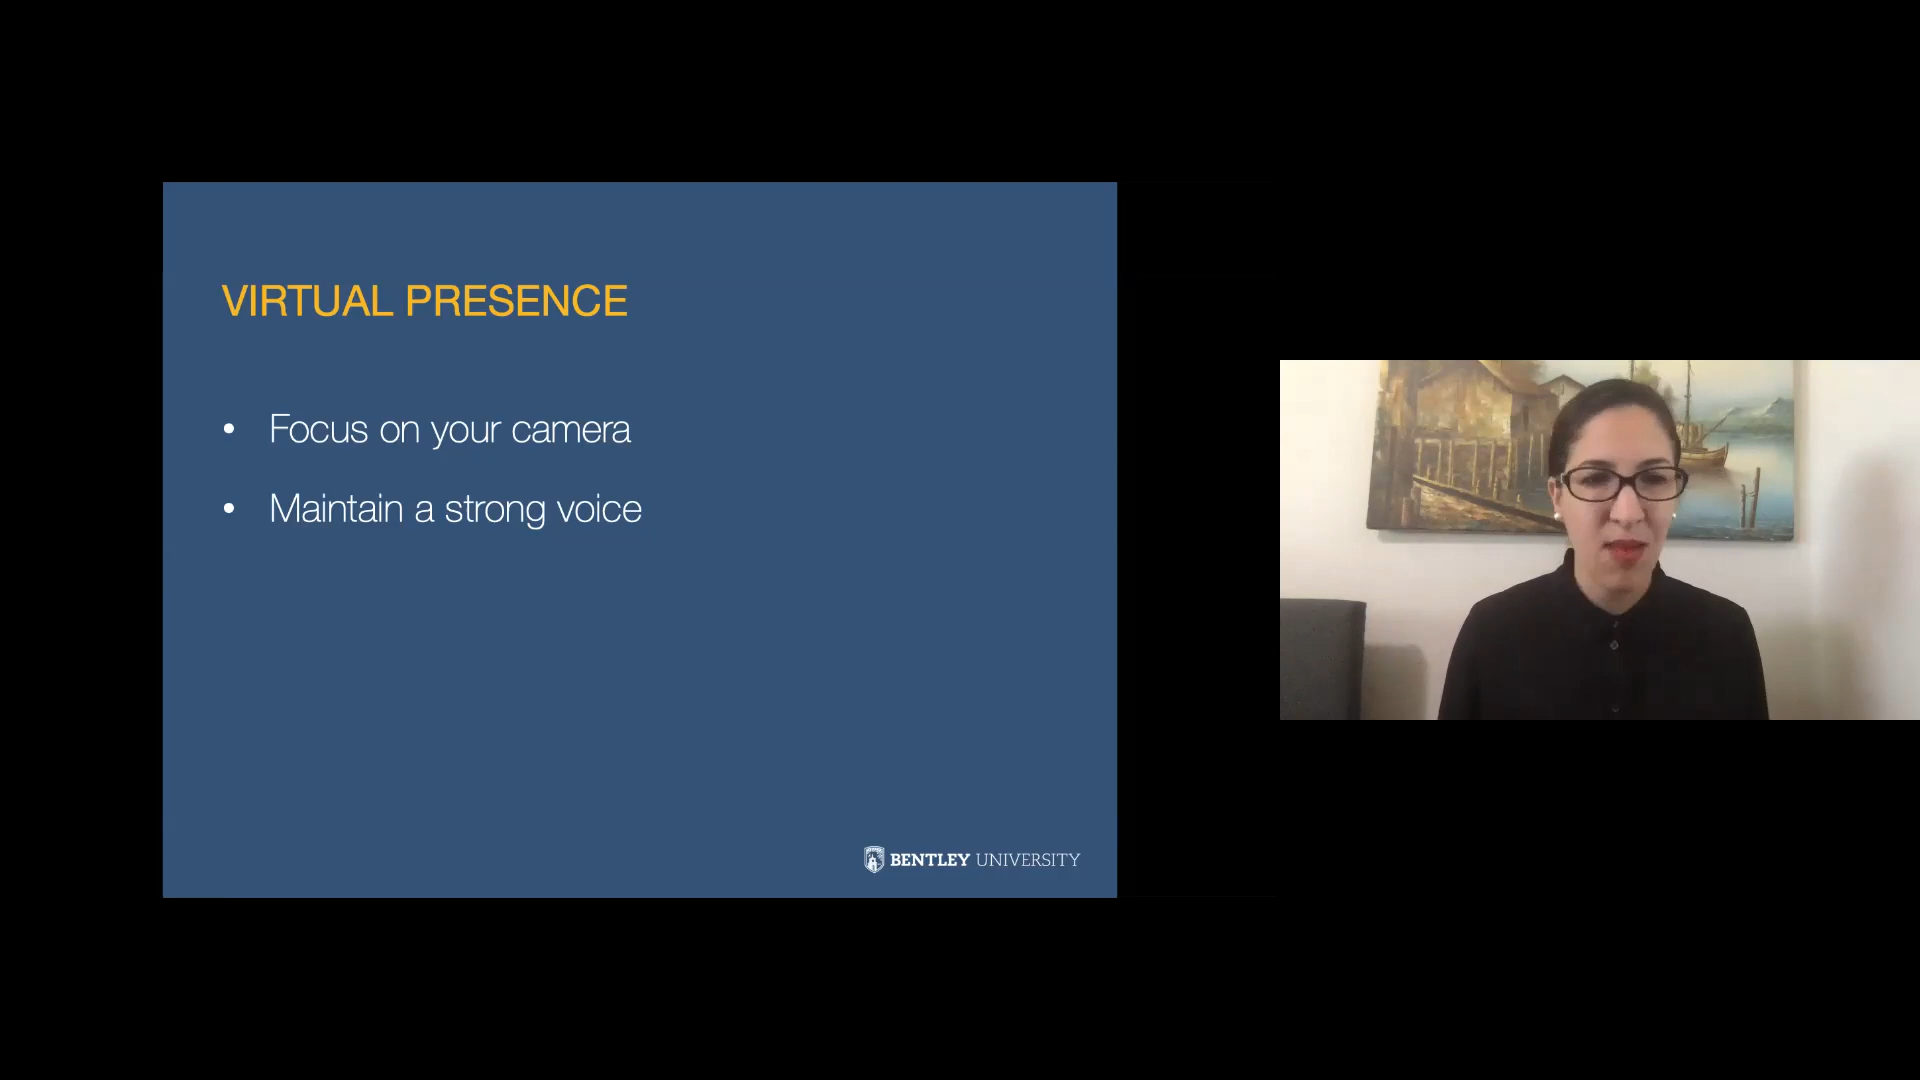 VIRTUAL PRESENCE
• Focus on your camera
• Maintain a strong voice
BENTLEY UNIVERSITY